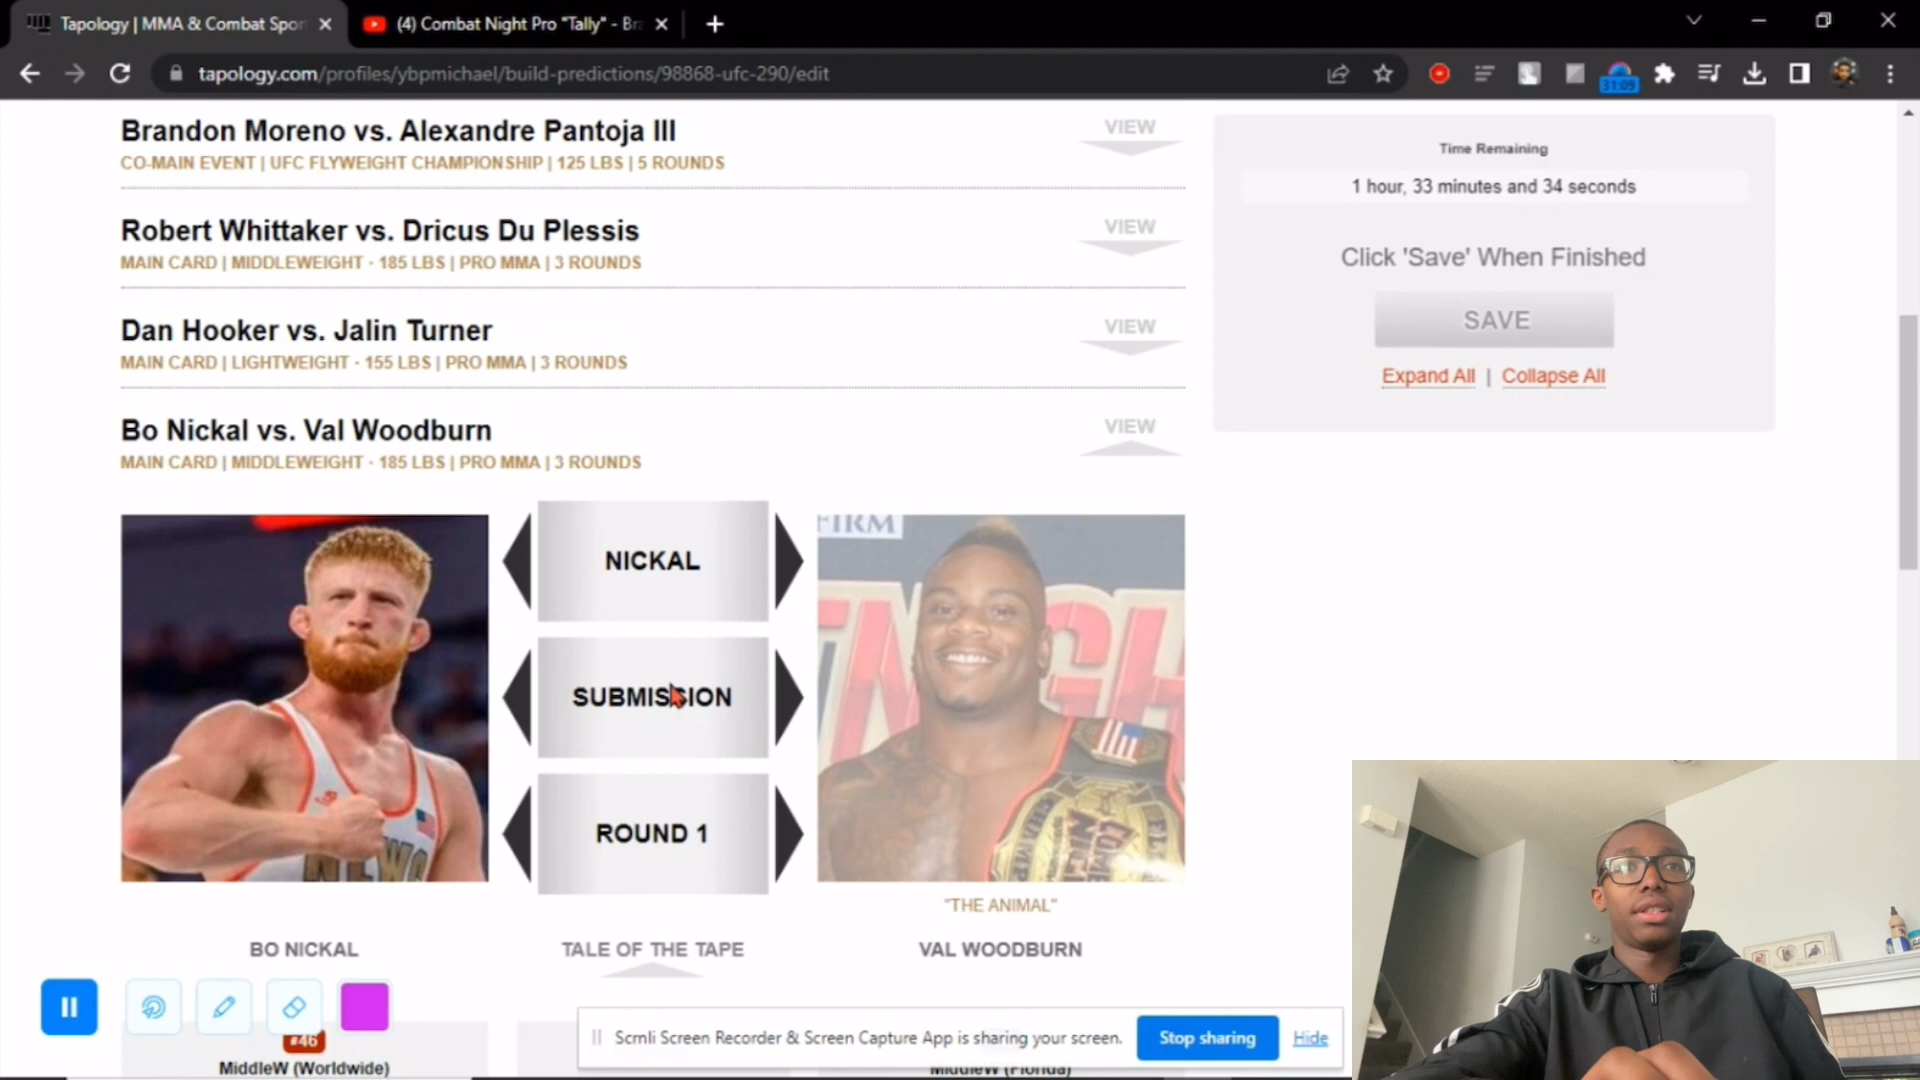 Tapology | MMA & Combat Spor
(4) Combat Night Pro "Tally" - Bra
tapology.com/profiles/ybpmichael/build-predictions/98868-ufc-290/edit
31:09
Brandon Moreno vs. Alexandre Pantoja III
VIEW
CO-MAIN EVENT | UFC FLYWEIGHT CHAMPIONSHIP | 125 LBS | 5 ROUNDS
Time Remaining
1 hour, 33 minutes and 34 seconds
Robert Whittaker vs. Dricus Du Plessis
VIEW
MAIN CARD | MIDDLEWEIGHT · 185 LBS | PRO MMA | 3 ROUNDS
Click 'Save' When Finished
SAVE
Dan Hooker vs. Jalin Turner
VIEW
MAIN CARD | LIGHTWEIGHT · 155 LBS | PRO MMA | 3 ROUNDS
Expand All | Collapse All
Bo Nickal vs. Val Woodburn
VIEW
MAIN CARD | MIDDLEWEIGHT · 185 LBS | PRO MMA | 3 ROUNDS
FIRM
NICKAL
SUBMISSION
ROUND 1
"THE ANIMAL"
BO NICKAL
TALE OF THE TAPE
VAL WOODBURN
#46
MiddleW (Worldwide)
MiddleW (Florida)
Scrnli Screen Recorder & Screen Capture App is sharing your screen.
Stop sharing
Hide